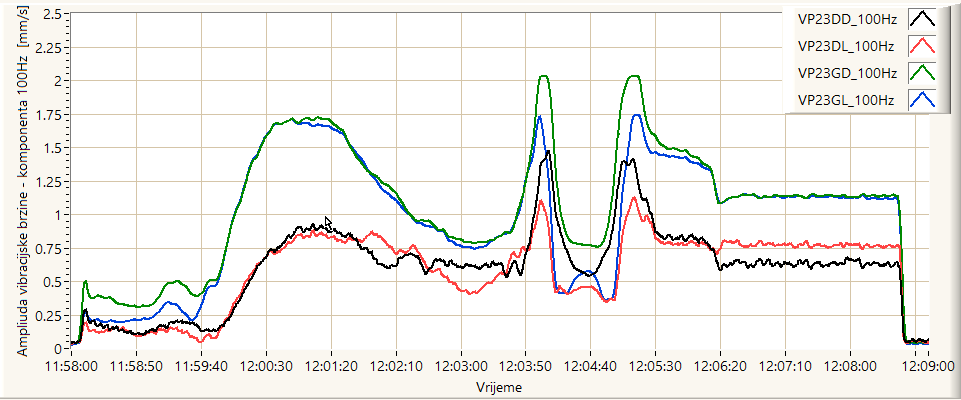 Ampliuda vibracijske brzine - komponenta 100Hz [mm/s]
2.5
2.25
2
1.75
1.5
1.25
1
0.75
0.5
0.25
0
11:58:00 11:58:50 11:59:40 12:00:30 12:01:20 12:02:10 12:03:00 12:03:50 12:04:40 12:05:30 12:06:20 12:07:10 12:08:00 12:09:00
Vrijeme
VP23DD_100Hz
VP23DL_100Hz
VP23GD_100Hz
VP23GL_100Hz